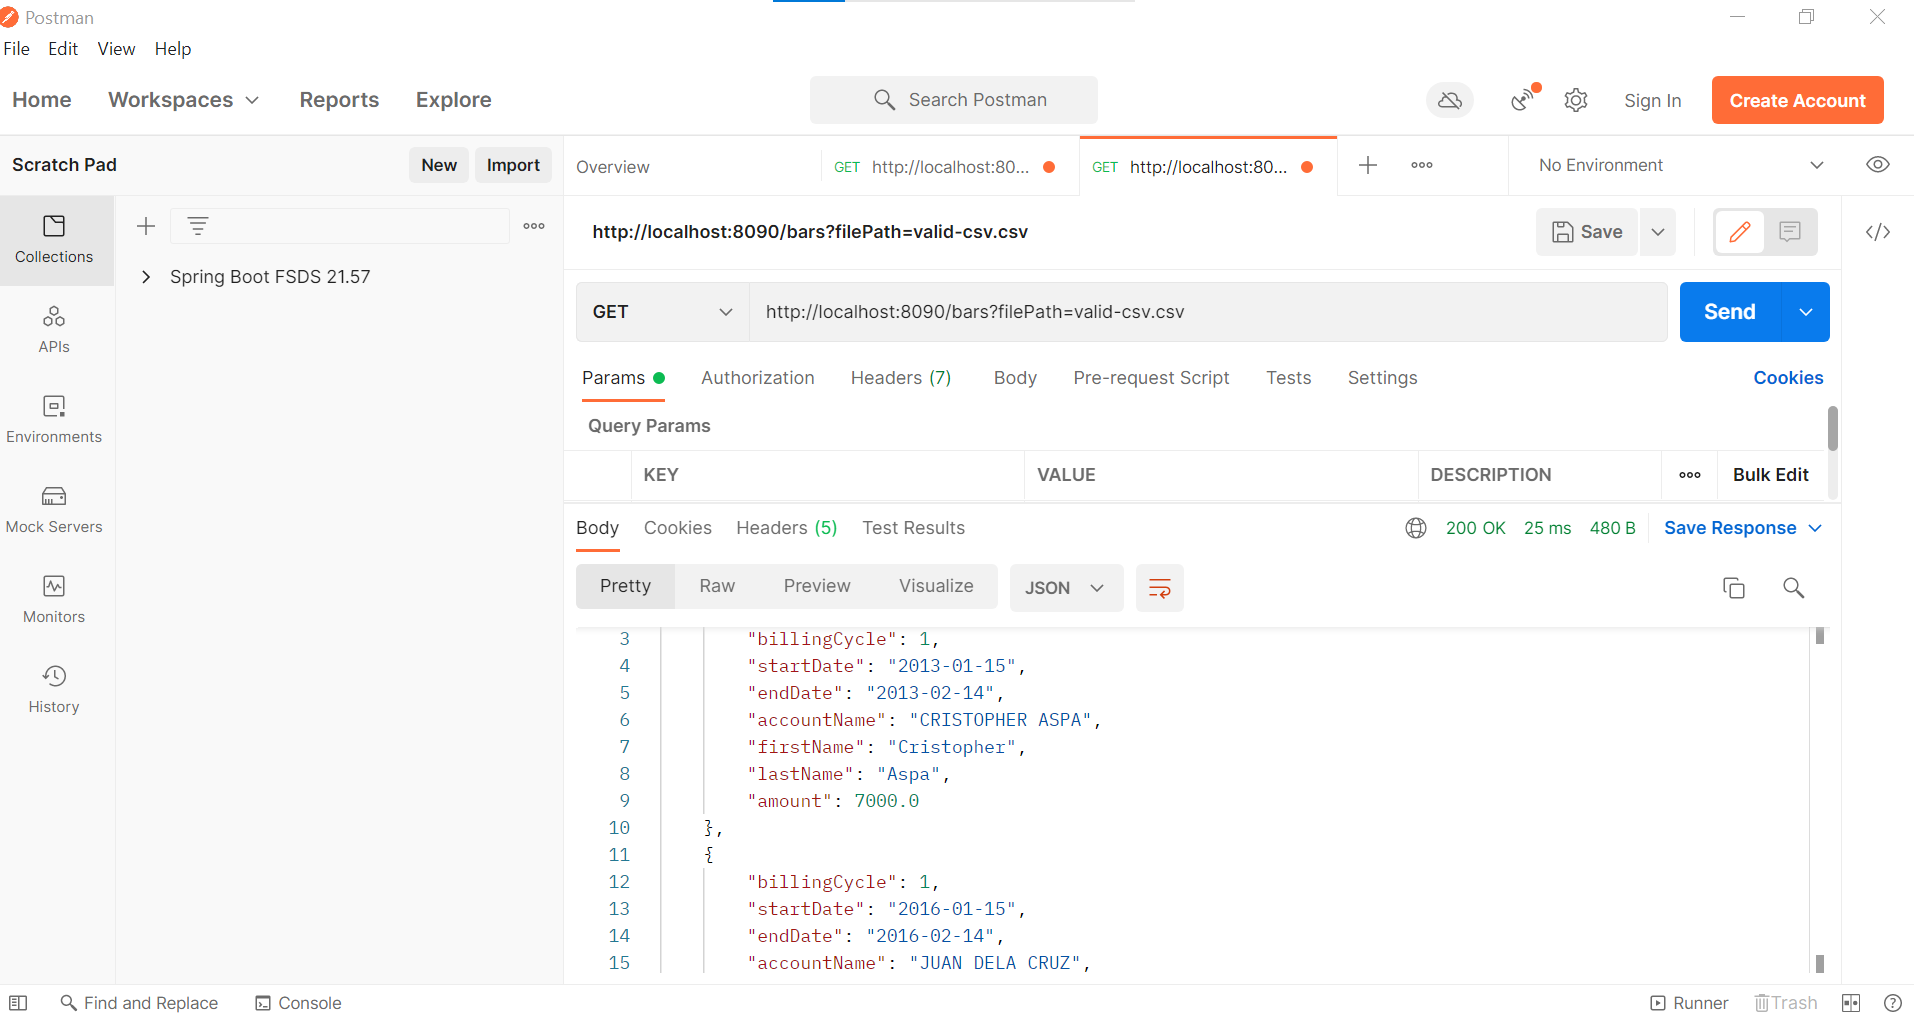 Postman
File Edit View Help
Home Workspaces Reports Explore Search Postman Sign In Create Account
Scratch Pad New Import Overview GET http://localhost:80... GET http://localhost:80... No Environment
http://localhost:8090/bars?filePath=valid-csv.csv Save
Collections
Spring Boot FSDS 21.57
GET http://localhost:8090/bars?filePath=valid-csv.csv Send
APIs
Params Authorization Headers (7) Body Pre-request Script Tests Settings Cookies
Query Params
Environments
KEY VALUE DESCRIPTION Bulk Edit
Mock Servers
Body Cookies Headers (5) Test Results 200 OK 25 ms 480 B Save Response
Pretty Raw Preview Visualize JSON
Monitors
History
3 "billingCycle": 1,
4 "startDate": "2013-01-15",
5 "endDate": "2013-02-14",
6 "accountName": "CRISTOPHER ASPA",
7 "firstName": "Cristopher",
8 "lastName": "Aspa",
9 "amount": 7000.0
10 },
11 {
12 "billingCycle": 1,
13 "startDate": "2016-01-15",
14 "endDate": "2016-02-14",
15 "accountName": "JUAN DELA CRUZ",
Find and Replace Console Runner Trash